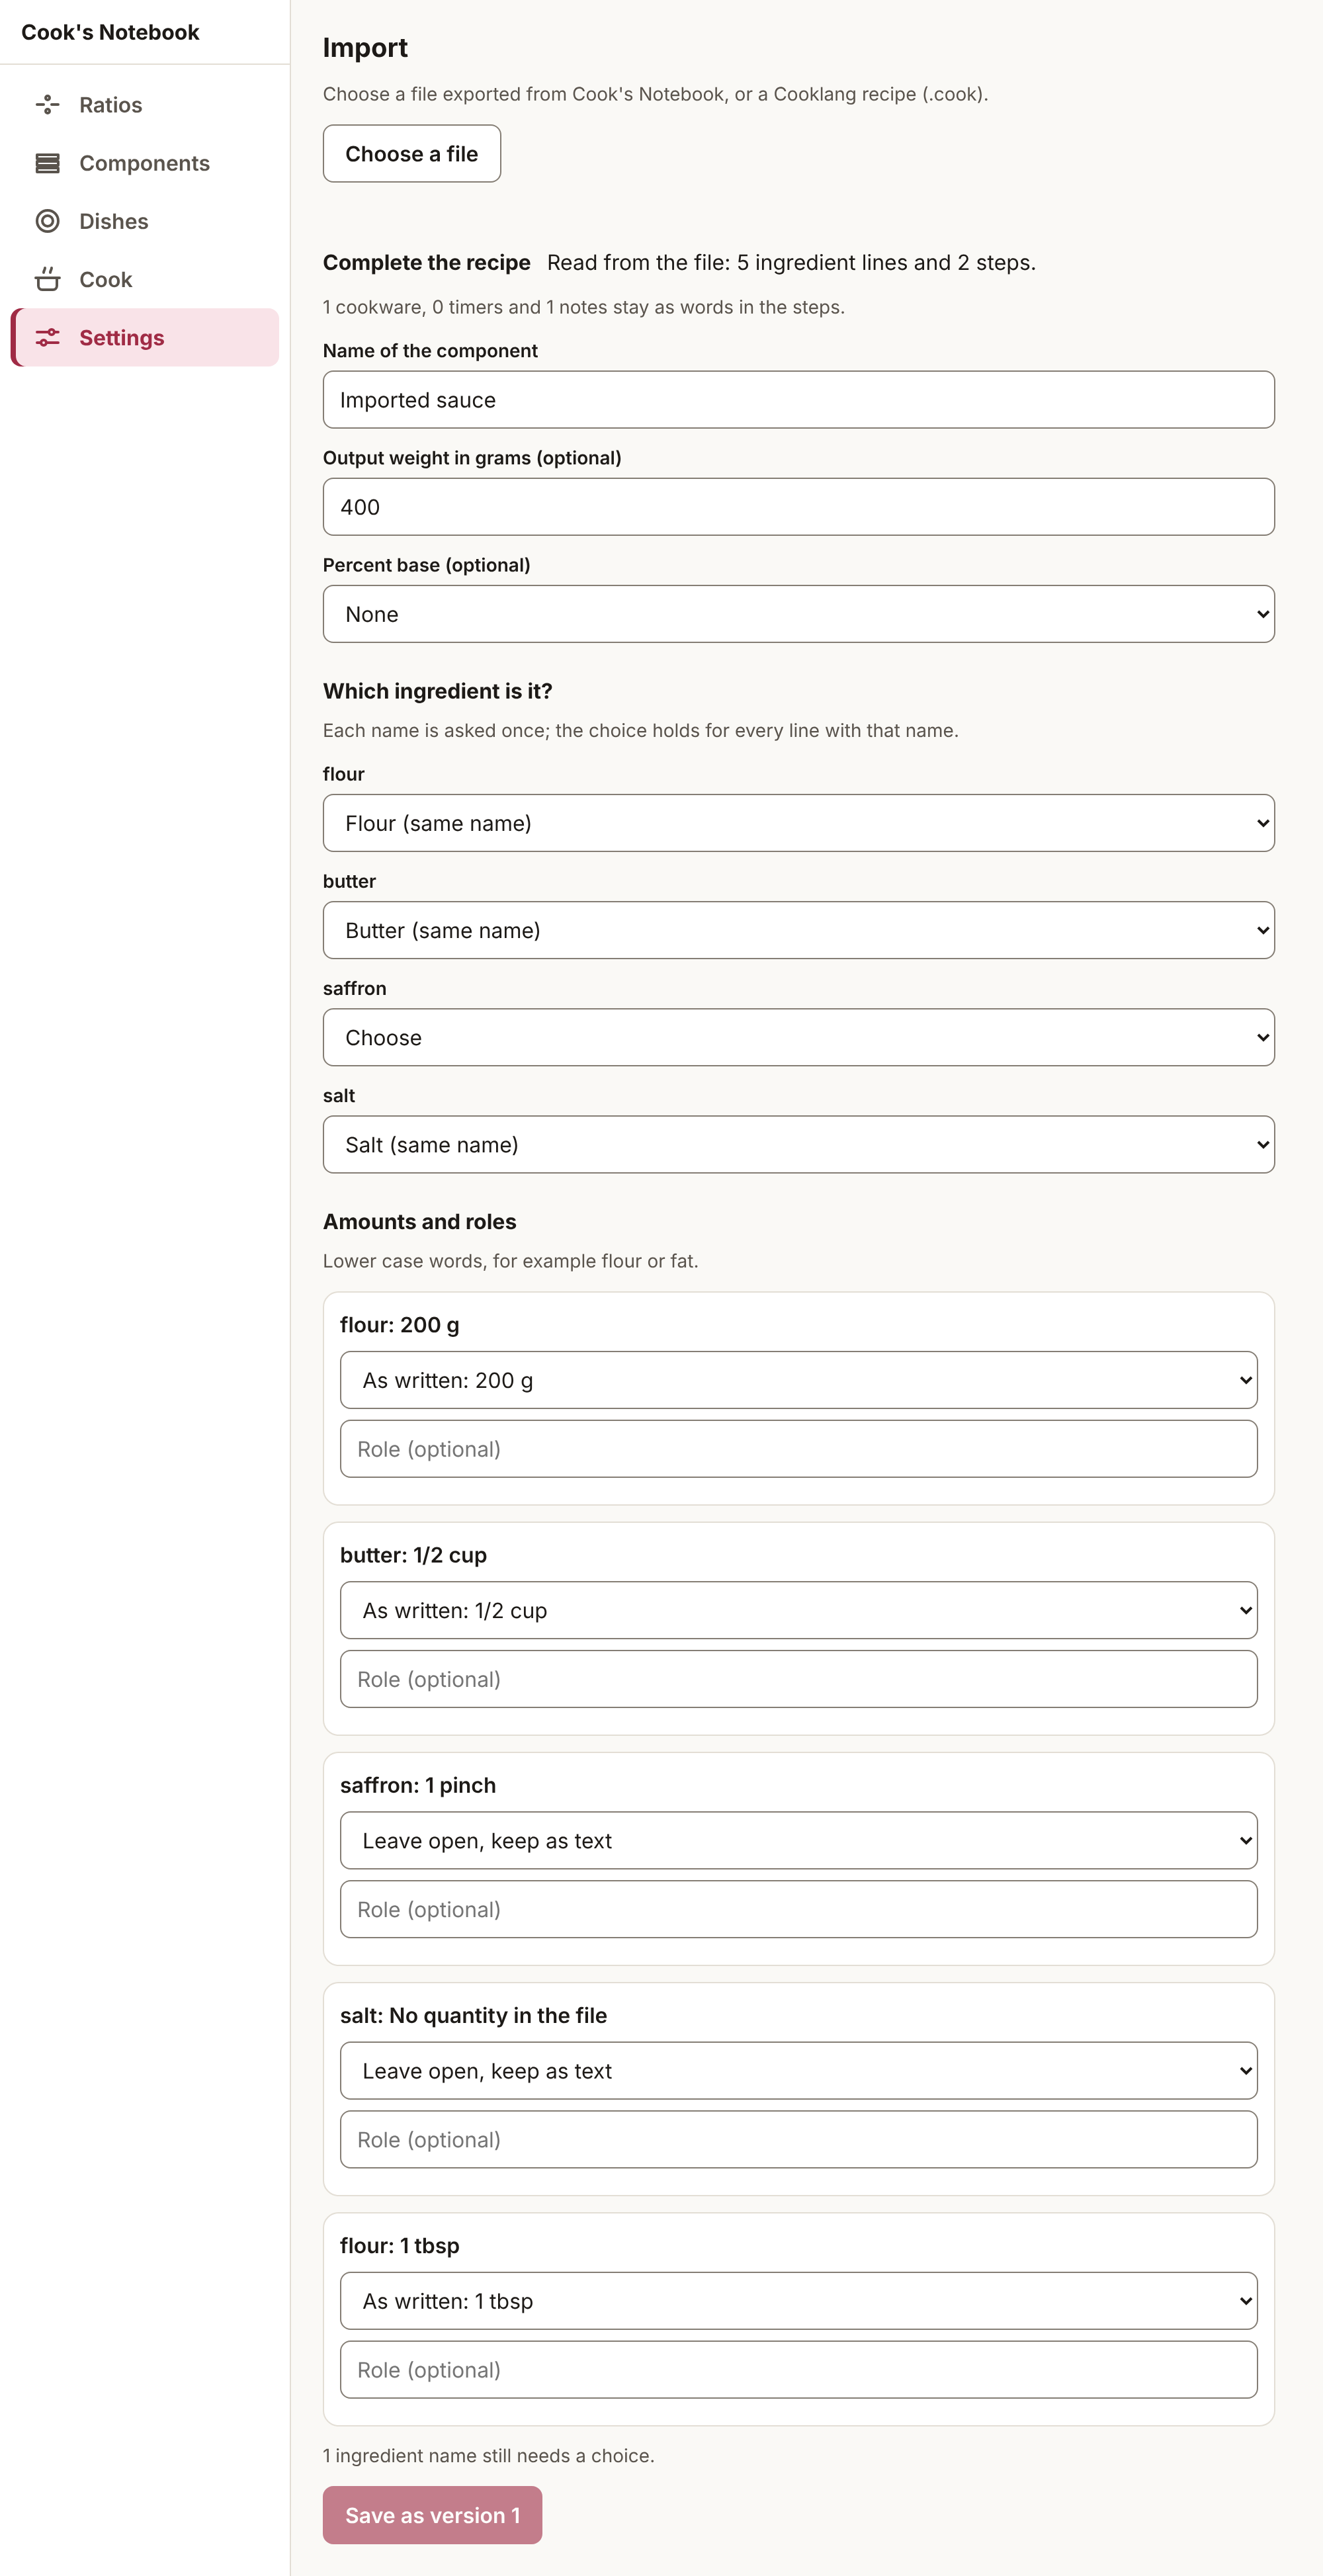 Cook's Notebook
Ratios
Components
Dishes
Cook
Settings
Import
Choose a file exported from Cook's Notebook, or a Cooklang recipe (.cook).
Choose a file
Complete the recipe Read from the file: 5 ingredient lines and 2 steps.
1 cookware, 0 timers and 1 notes stay as words in the steps.
Name of the component
Imported sauce
Output weight in grams (optional)
400
Percent base (optional)
None
Which ingredient is it?
Each name is asked once; the choice holds for every line with that name.
flour
Flour (same name)
butter
Butter (same name)
saffron
Choose
salt
Salt (same name)
Amounts and roles
Lower case words, for example flour or fat.
flour: 200 g
As written: 200 g
Role (optional)
butter: 1/2 cup
As written: 1/2 cup
Role (optional)
saffron: 1 pinch
Leave open, keep as text
Role (optional)
salt: No quantity in the file
Leave open, keep as text
Role (optional)
flour: 1 tbsp
As written: 1 tbsp
Role (optional)
1 ingredient name still needs a choice.
Save as version 1